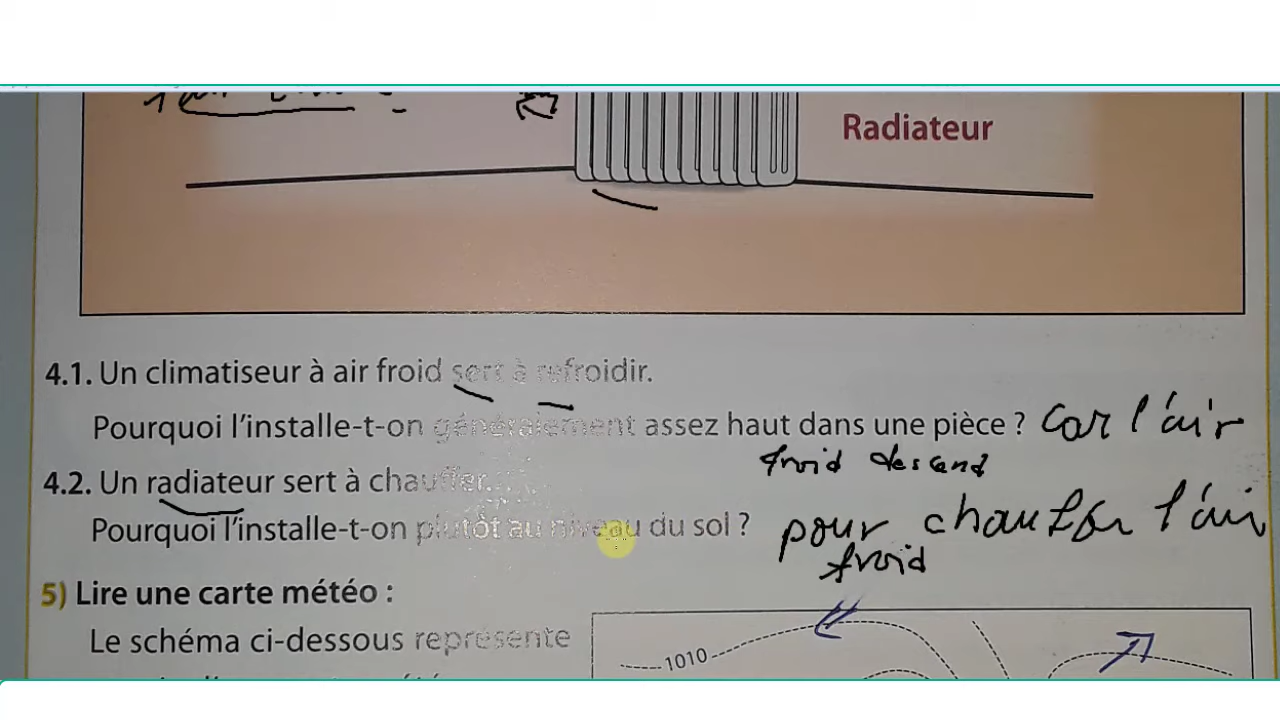 Radiateur
4.1. Un climatiseur à air froid sert à refroidir.
Pourquoi l'installe-t-on généralement assez haut dans une pièce ? car l'air
froid descend
4.2. Un radiateur sert à chauffer.
Pourquoi l'installe-t-on plutôt au niveau du sol ? pour chauffer l'air
froid
5) Lire une carte météo :
Le schéma ci-dessous représente
1010